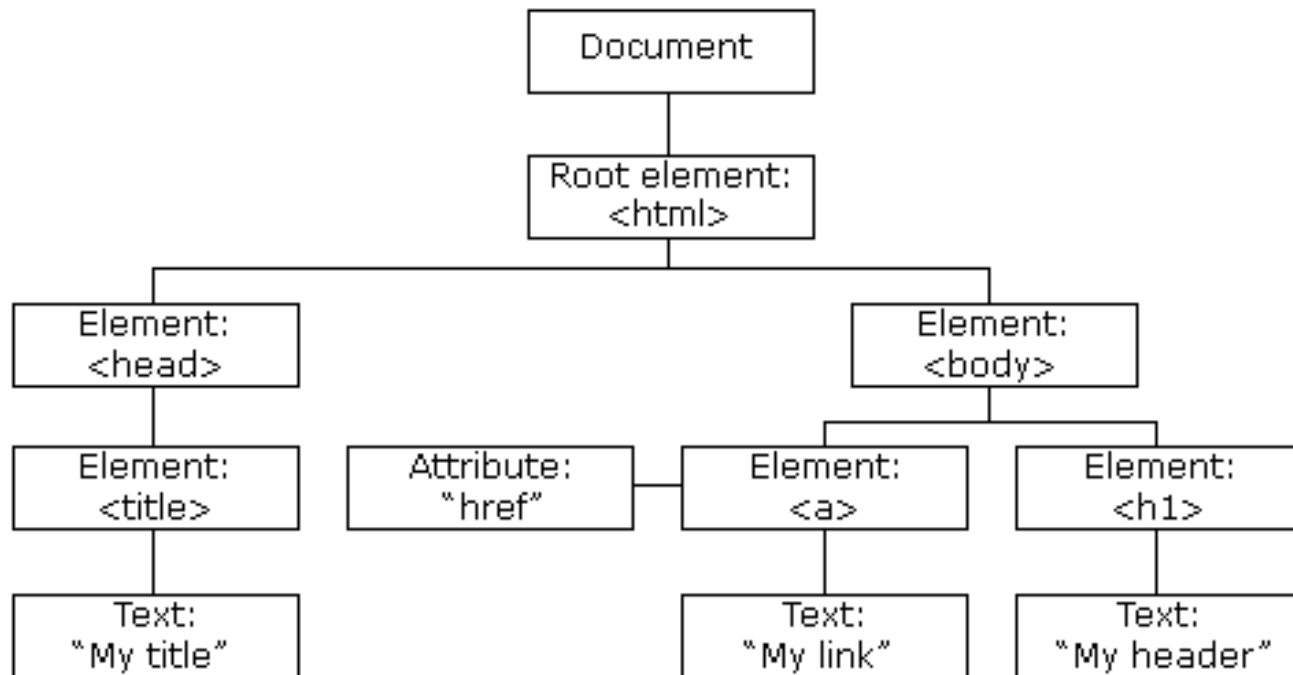 Document
Root element:
<html>
Element:
<head>
Element:
<body>
Element:
<title>
Attribute:
“href”
Element:
<a>
Element:
<h1>
Text:
“My title”
Text:
“My link”
Text:
“My header”